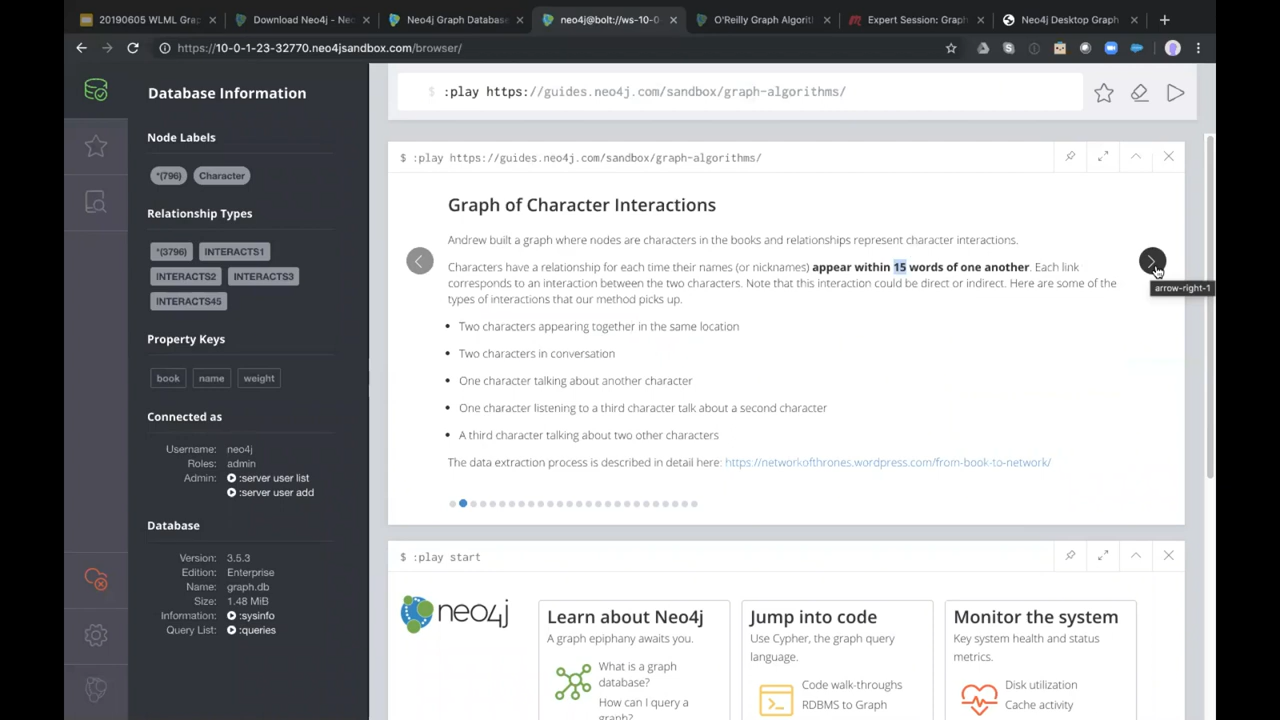 20190605 WLML Gra
Download Neo4j - Neo
Neo4j Graph Database
neo4j@bolt://ws-10-0
O'Reilly Graph Algorit
Expert Session: Graph
Neo4j Desktop Graph
https://10-0-1-23-32770.neo4jsandbox.com/browser/
Database Information
Node Labels
*(796) Character
Relationship Types
*(3796) INTERACTS1
INTERACTS2 INTERACTS3
INTERACTS45
Property Keys
book name weight
Connected as
Username: neo4j
Roles: admin
Admin: :server user list
:server user add
Database
Version: 3.5.3
Edition: Enterprise
Name: graph.db
Size: 1.48 MiB
Information: :sysinfo
Query List: :queries
$ :play https://guides.neo4j.com/sandbox/graph-algorithms/
$ :play https://guides.neo4j.com/sandbox/graph-algorithms/
Graph of Character Interactions
Andrew built a graph where nodes are characters in the books and relationships represent character interactions.
Characters have a relationship for each time their names (or nicknames) appear within 15 words of one another. Each link
corresponds to an interaction between the two characters. Note that this interaction could be direct or indirect. Here are some of the
types of interactions that our method picks up.
• Two characters appearing together in the same location
• Two characters in conversation
• One character talking about another character
• One character listening to a third character talk about a second character
• A third character talking about two other characters
The data extraction process is described in detail here: https://networkofthrones.wordpress.com/from-book-to-network/
arrow-right-1
$ :play start
neo4j
Learn about Neo4j
A graph epiphany awaits you.
What is a graph
database?
How can I query a
graph?
Jump into code
Use Cypher, the graph query
language.
Code walk-throughs
RDBMS to Graph
Monitor the system
Key system health and status
metrics.
Disk utilization
Cache activity